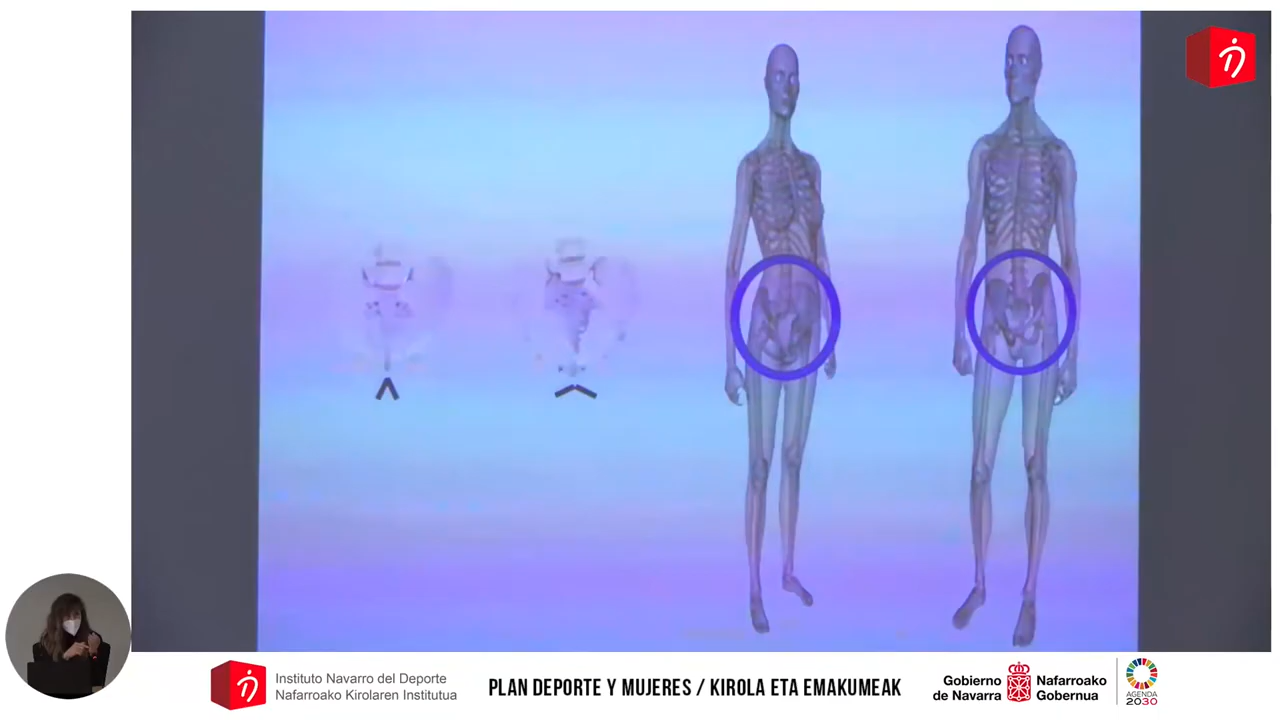 Instituto Navarro del Deporte
Nafarroako Kirolaren Institutua
PLAN DEPORTE Y MUJERES / KIROLA ETA EMAKUMEAK
Gobierno
de Navarra
Nafarroako
Gobernua
AGENDA
2030